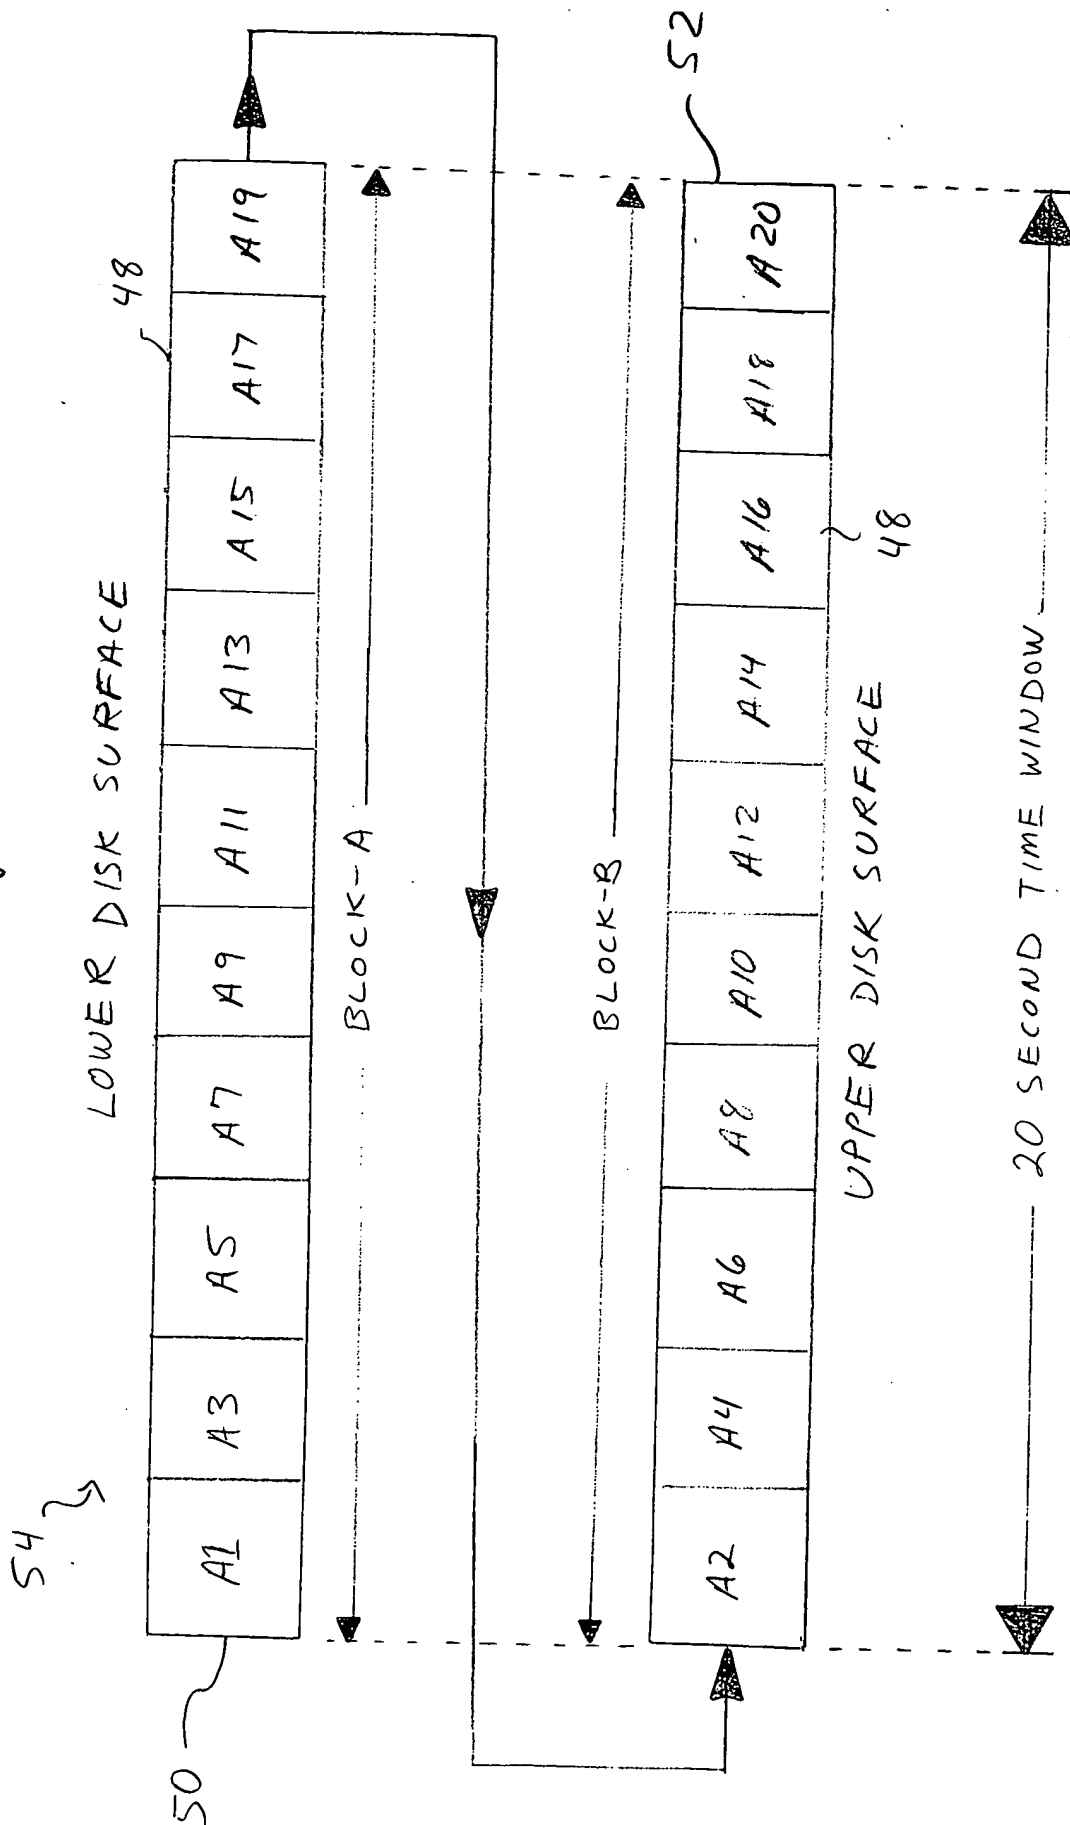 54
LOWER DISK SURFACE
48
50
A1 A3 A5 A7 A9 A11 A13 A15 A17 A19
BLOCK-A
BLOCK-B
52
A2 A4 A6 A8 A10 A12 A14 A16 A18 A20
48
UPPER DISK SURFACE
20 SECOND TIME WINDOW